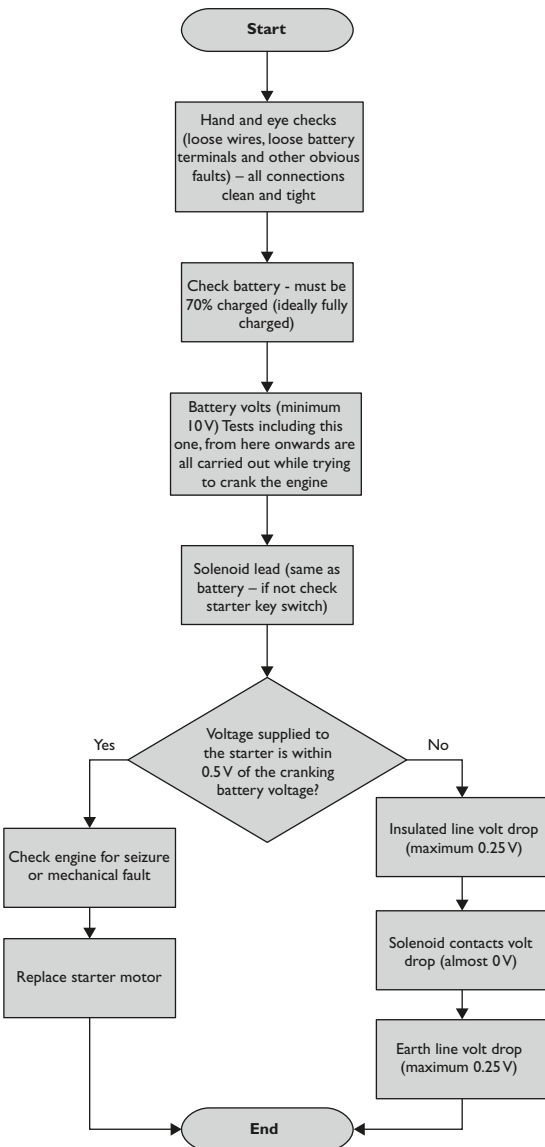 Start
Hand and eye checks
(loose wires, loose battery
terminals and other obvious
faults) – all connections
clean and tight
Check battery - must be
70% charged (ideally fully
charged)
Battery volts (minimum
10 V) Tests including this
one, from here onwards are
all carried out while trying
to crank the engine
Solenoid lead (same as
battery – if not check
starter key switch)
Voltage supplied to
the starter is within
0.5 V of the cranking
battery voltage?
Yes
Check engine for seizure
or mechanical fault
Replace starter motor
No
Insulated line volt drop
(maximum 0.25 V)
Solenoid contacts volt
drop (almost 0 V)
Earth line volt drop
(maximum 0.25 V)
End